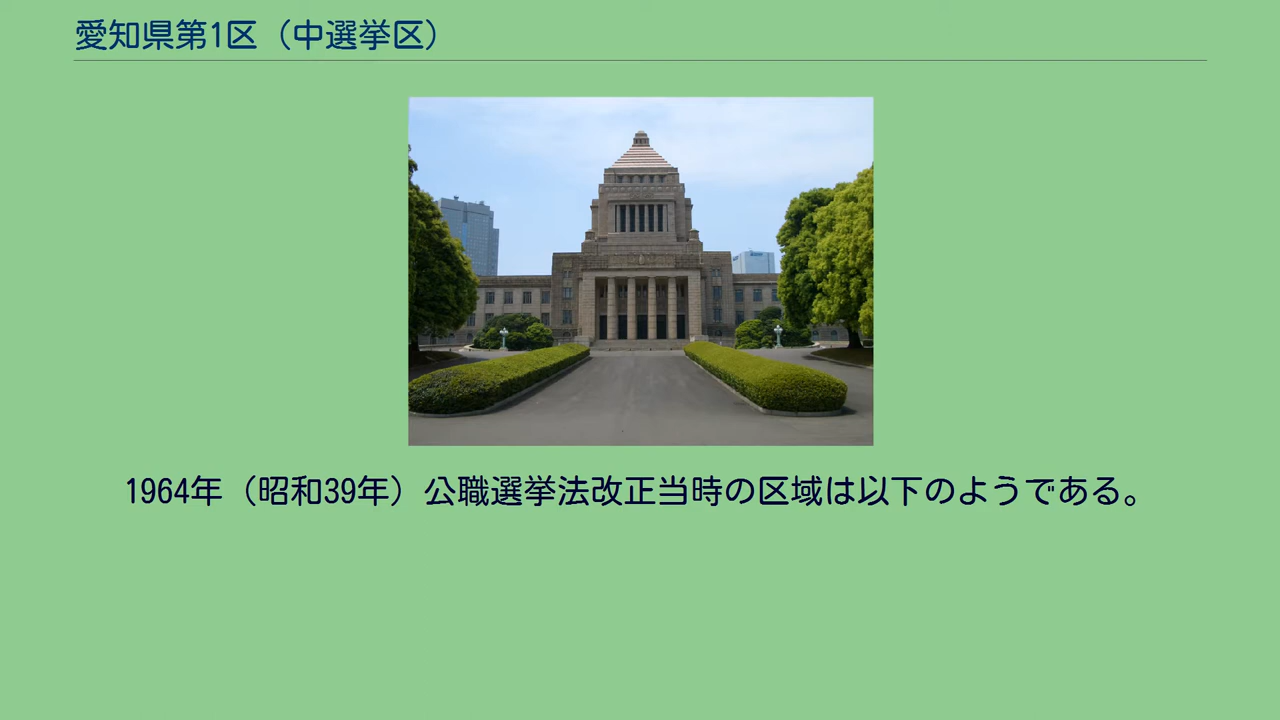 愛知県第1区（中選挙区）
1964年（昭和39年）公職選挙法改正当時の区域は以下のようである。